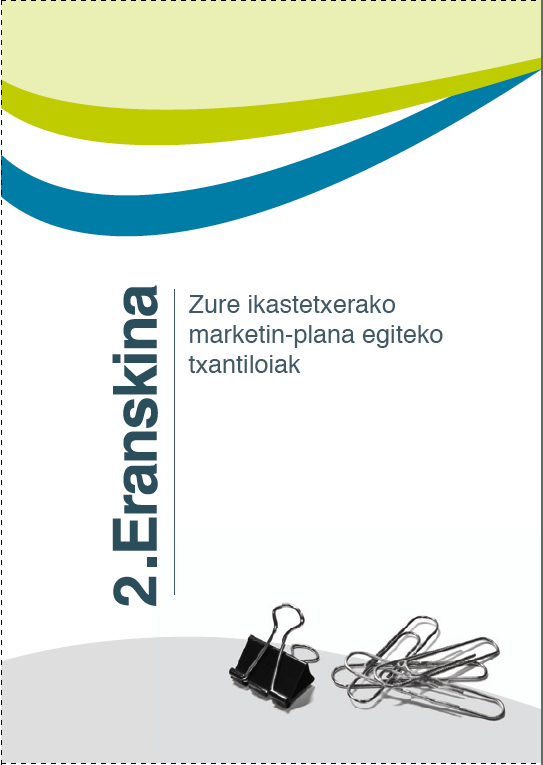 2.Eranskina
Zure ikastetxerako
marketin-plana egiteko
txantiloiak